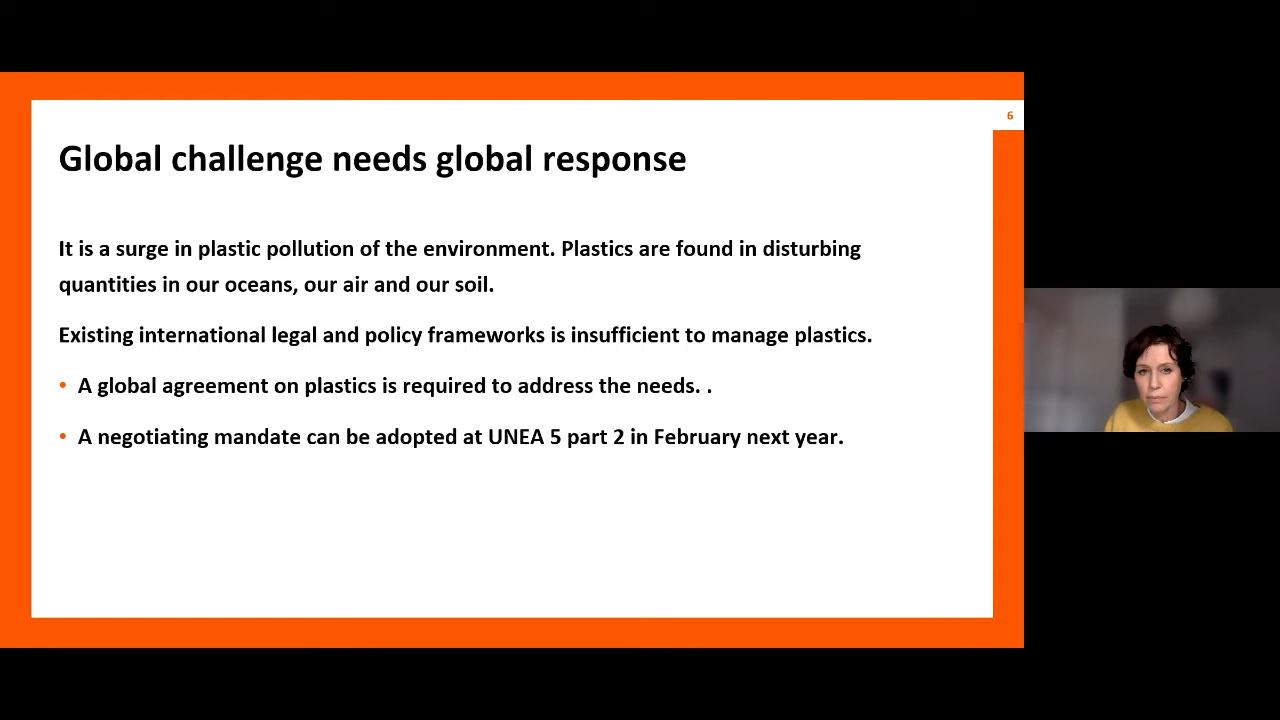 6
Global challenge needs global response
It is a surge in plastic pollution of the environment. Plastics are found in disturbing
quantities in our oceans, our air and our soil.
Existing international legal and policy frameworks is insufficient to manage plastics.
• A global agreement on plastics is required to address the needs. .
• A negotiating mandate can be adopted at UNEA 5 part 2 in February next year.